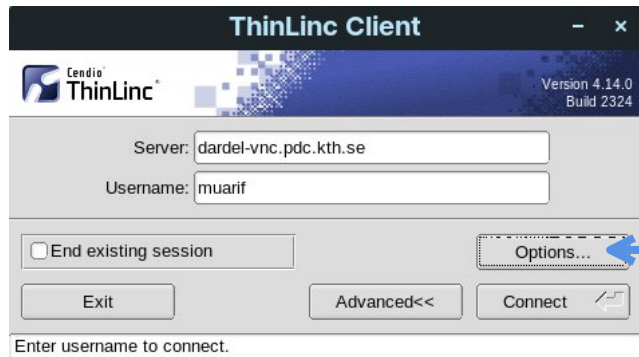 ThinLinc Client
Cendio
ThinLinc
Version 4.14.0
Build 2324
Server: dardel-vnc.pdc.kth.se
Username: muarif
End existing session
Options...
Exit
Advanced<<
Connect
Enter username to connect.